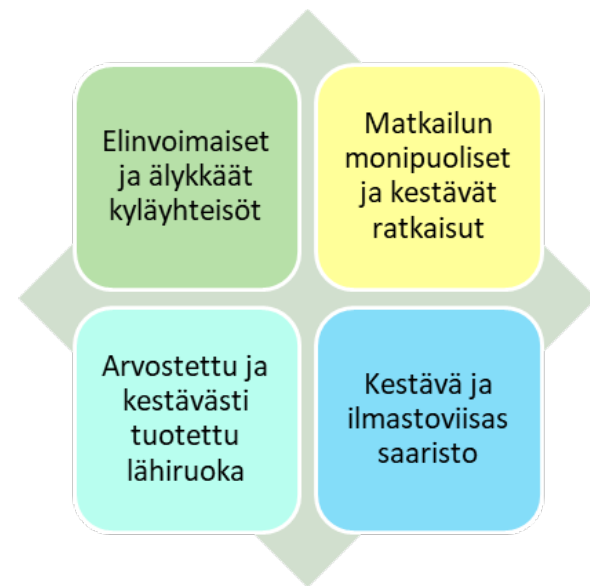 Elinvoimaiset
ja älykkäät
kyläyhteisöt
Matkailun
monipuoliset
ja kestävät
ratkaisut
Arvostettu ja
kestävästi
tuotettu
lähiruoka
Kestävä ja
ilmastoviisas
saaristo